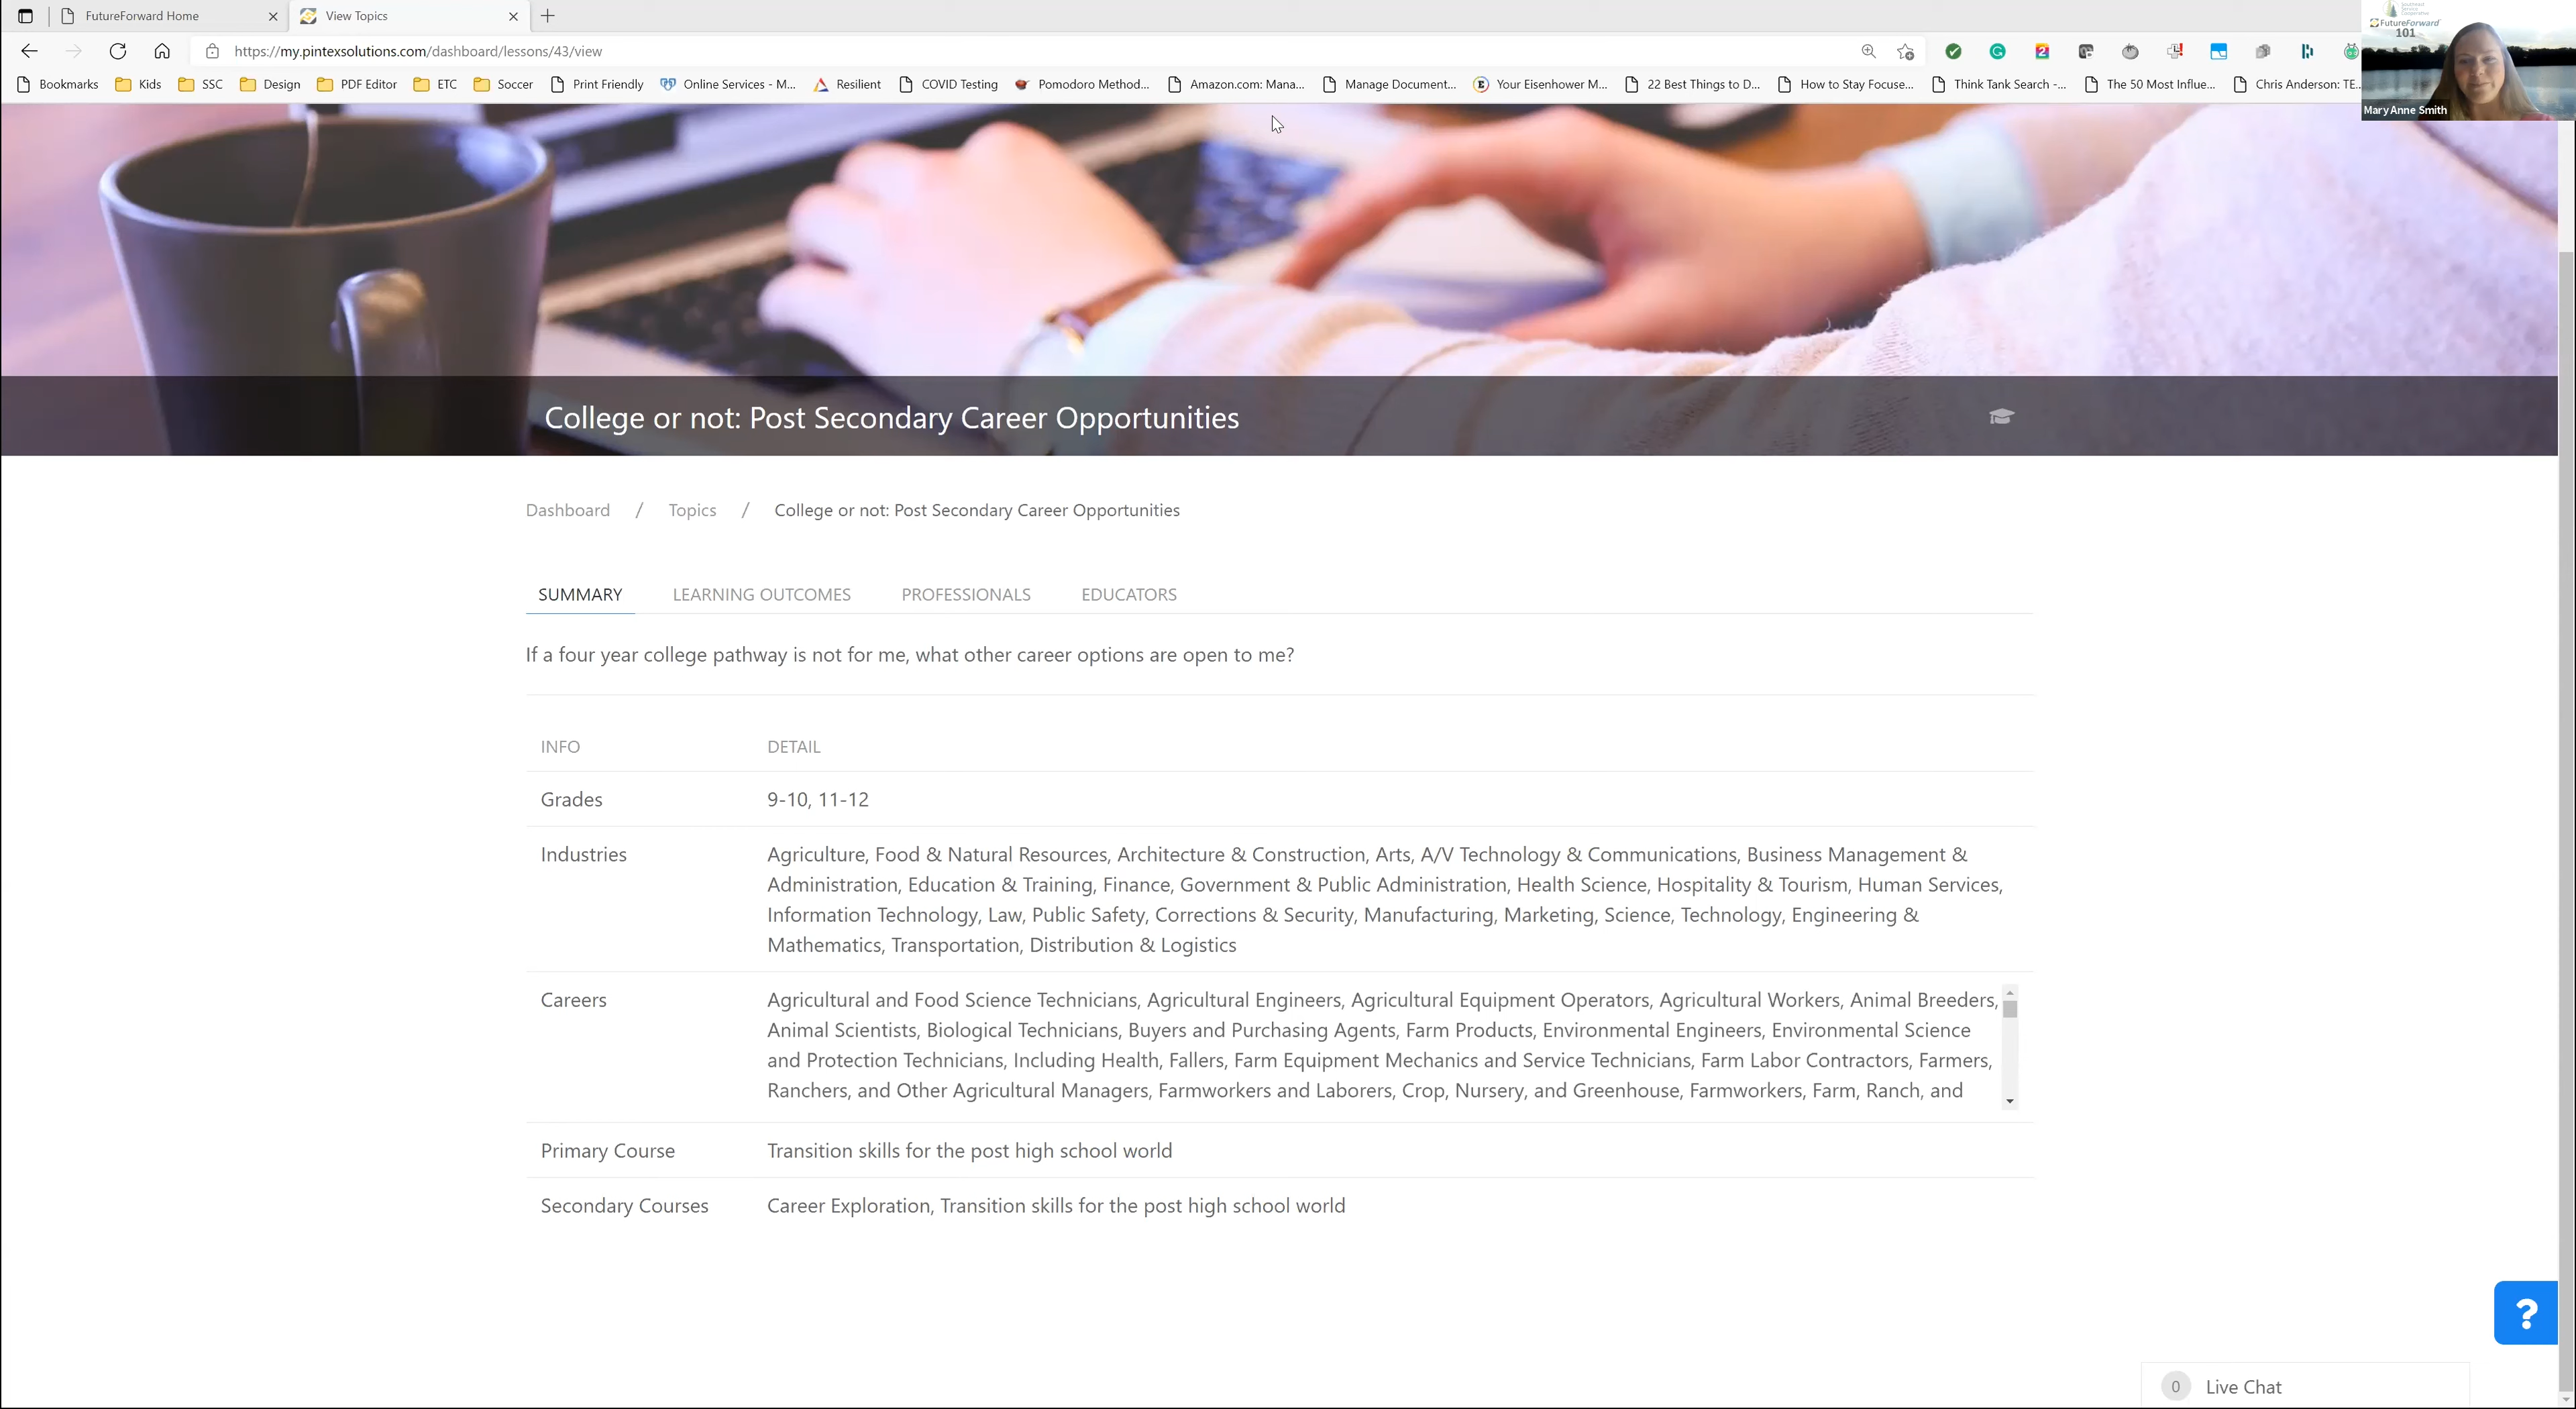 FutureForward Home
View Topics
https://my.pintexsolutions.com/dashboard/lessons/43/view
Bookmarks Kids SSC Design PDF Editor ETC Soccer Print Friendly Online Services - M... Resilient COVID Testing Pomodoro Method... Amazon.com: Mana... Manage Document... Your Eisenhower M... 22 Best Things to D... How to Stay Focuse... Think Tank Search -... The 50 Most Influe... Chris Anderson: TE...
Southeast
Service
Cooperative
FutureForward
101
Mary Anne Smith
College or not: Post Secondary Career Opportunities
Dashboard / Topics / College or not: Post Secondary Career Opportunities
SUMMARY LEARNING OUTCOMES PROFESSIONALS EDUCATORS
If a four year college pathway is not for me, what other career options are open to me?
INFO DETAIL
Grades 9-10, 11-12
Industries Agriculture, Food & Natural Resources, Architecture & Construction, Arts, A/V Technology & Communications, Business Management &
Administration, Education & Training, Finance, Government & Public Administration, Health Science, Hospitality & Tourism, Human Services,
Information Technology, Law, Public Safety, Corrections & Security, Manufacturing, Marketing, Science, Technology, Engineering &
Mathematics, Transportation, Distribution & Logistics
Careers Agricultural and Food Science Technicians, Agricultural Engineers, Agricultural Equipment Operators, Agricultural Workers, Animal Breeders,
Animal Scientists, Biological Technicians, Buyers and Purchasing Agents, Farm Products, Environmental Engineers, Environmental Science
and Protection Technicians, Including Health, Fallers, Farm Equipment Mechanics and Service Technicians, Farm Labor Contractors, Farmers,
Ranchers, and Other Agricultural Managers, Farmworkers and Laborers, Crop, Nursery, and Greenhouse, Farmworkers, Farm, Ranch, and
Primary Course Transition skills for the post high school world
Secondary Courses Career Exploration, Transition skills for the post high school world
?
0 Live Chat